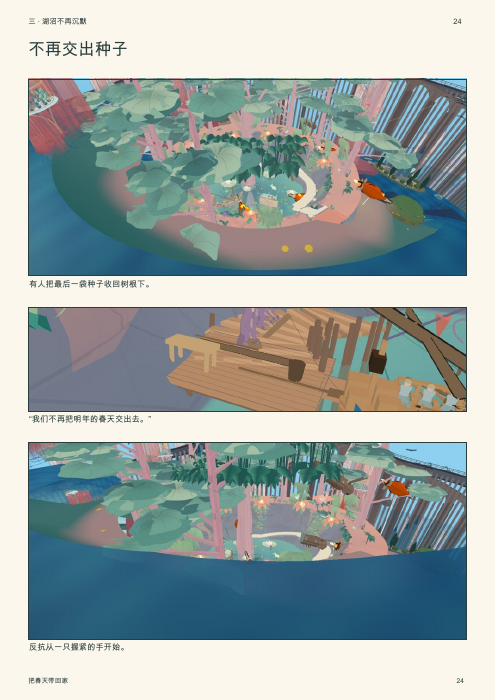 三 · 湖沼不再沉默
24
不再交出种子
有人把最后一袋种子收回树根下。
“我们不再把明年的春天交出去。”
反抗从一只握紧的手开始。
把春天带回家
24